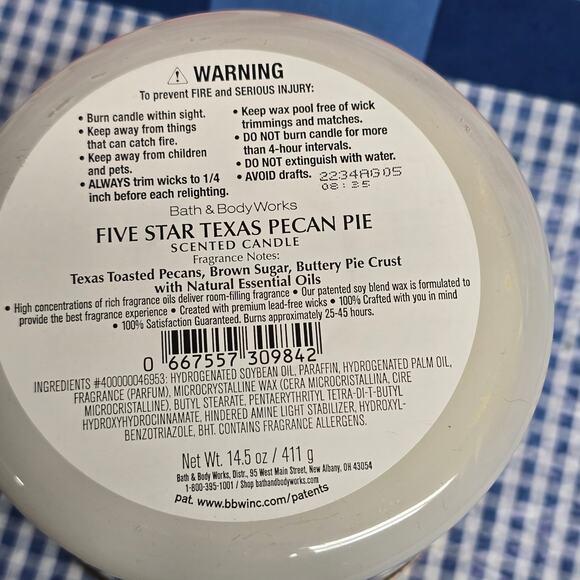 ⚠ WARNING
To prevent FIRE and SERIOUS INJURY:
• Burn candle within sight.
• Keep away from things
that can catch fire.
• Keep away from children
and pets.
• ALWAYS trim wicks to 1/4
inch before each relighting.
• Keep wax pool free of wick
trimmings and matches.
• DO NOT burn candle for more
than 4-hour intervals.
• DO NOT extinguish with water.
• AVOID drafts.
2234AG05
08:35
Bath & Body Works
FIVE STAR TEXAS PECAN PIE
SCENTED CANDLE
Fragrance Notes:
Texas Toasted Pecans, Brown Sugar, Buttery Pie Crust
with Natural Essential Oils
• High concentrations of rich fragrance oils deliver room-filling fragrance • Our patented soy blend wax is formulated to
provide the best fragrance experience • Created with premium lead-free wicks • 100% Crafted with you in mind
• 100% Satisfaction Guaranteed. Burns approximately 25-45 hours.
0 667557 309842
INGREDIENTS #400000046953: HYDROGENATED SOYBEAN OIL, PARAFFIN, HYDROGENATED PALM OIL,
FRAGRANCE (PARFUM), MICROCRYSTALLINE WAX (CERA MICROCRISTALLINA, CIRE
MICROCRISTALLINE), BUTYL STEARATE, PENTAERYTHRITYL TETRA-DI-T-BUTYL
HYDROXYHYDROCINNAMATE, HINDERED AMINE LIGHT STABILIZER, HYDROXYL-
BENZOTRIAZOLE, BHT. CONTAINS FRAGRANCE ALLERGENS.
Net Wt. 14.5 oz / 411 g
Bath & Body Works, Distr., 95 West Main Street, New Albany, OH 43054
1-800-395-1001 / Shop bathandbodyworks.com
pat. www.bbwinc.com/patents